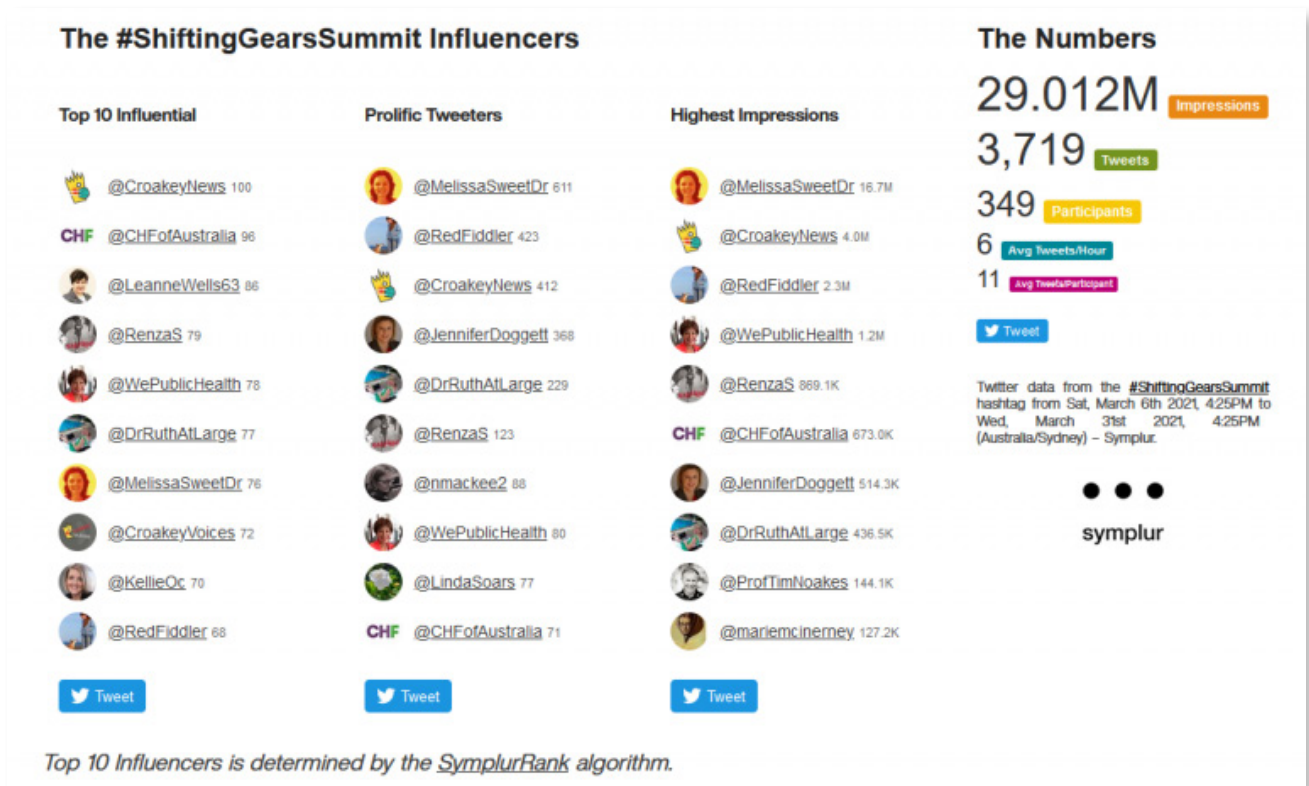 The #ShiftingGearsSummit Influencers
Top 10 Influential
@CroakeyNews 100
CHF @CHFofAustralia 96
@LeanneWells63 86
@RenzaS 79
@WePublicHealth 78
@DrRuthAtLarge 77
@MelissaSweetDr 76
@CroakeyVoices 72
@KellieOc 70
@RedFiddler 68
Tweet
Prolific Tweeters
@MelissaSweetDr 611
@RedFiddler 423
@CroakeyNews 412
@JenniferDoggett 368
@DrRuthAtLarge 229
@RenzaS 123
@nmackee2 88
@WePublicHealth 80
@LindaSoars 77
CHF @CHFofAustralia 71
Tweet
Highest Impressions
@MelissaSweetDr 16.7M
@CroakeyNews 4.0M
@RedFiddler 2.3M
@WePublicHealth 1.2M
@RenzaS 869.1K
CHF @CHFofAustralia 673.0K
@JenniferDoggett 514.3K
@DrRuthAtLarge 436.5K
@ProfTimNoakes 144.1K
@mariemcinerney 127.2K
Tweet
The Numbers
29.012M Impressions
3,719 Tweets
349 Participants
6 Avg Tweets/Hour
11 Avg Tweets/Participant
Tweet
Twitter data from the #ShiftingGearsSummit
hashtag from Sat, March 6th 2021, 4:25PM to
Wed, March 31st 2021, 4:25PM
(Australia/Sydney) – Symplur.
symplur
Top 10 Influencers is determined by the SymplurRank algorithm.